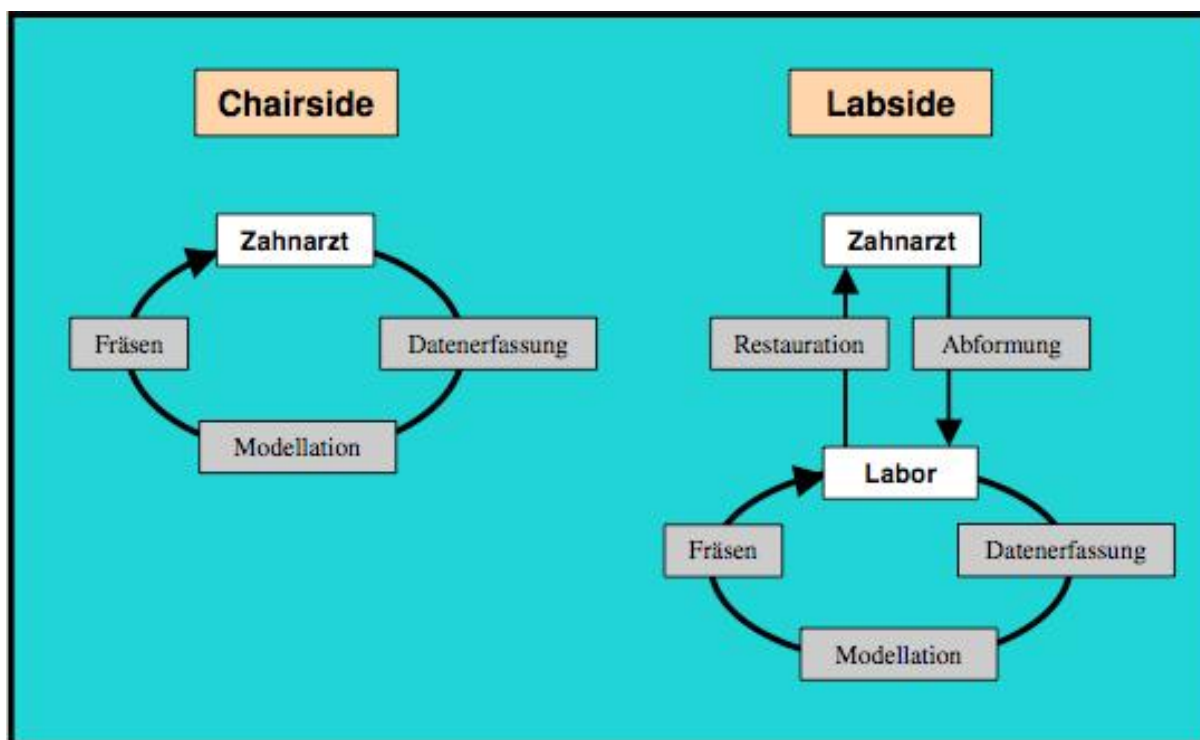 Chairside
Zahnarzt
Fräsen
Datenerfassung
Modellation
Labside
Zahnarzt
Restauration
Abformung
Labor
Fräsen
Datenerfassung
Modellation